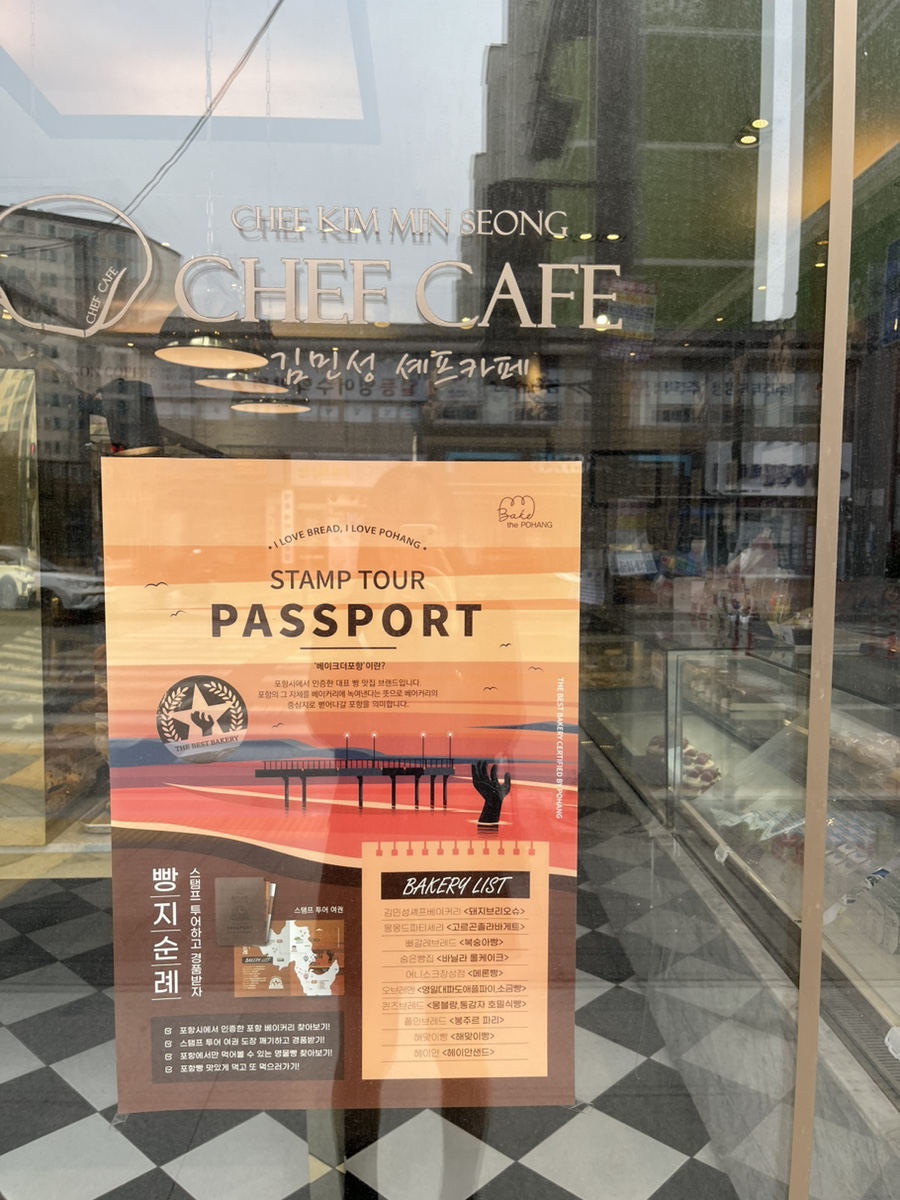 CHEF KIM MIN SEONG
CHEF CAFE
CHEF CAFE
김민성 셰프카페
Bake
the POHANG
• I LOVE BREAD, I LOVE POHANG •
STAMP TOUR
PASSPORT
'베이크더포항'이란?
포항시에서 인증한 대표 빵 맛집 브랜드입니다.
포항의 그 자체를 베이커리에 녹여낸다는 뜻으로 베어커리의
중심지로 뻗어나갈 포항을 의미합니다.
THE BEST BAKERY
THE BEST BAKERY CERTIFIED BY POHANG
빵지순례
스탬프 투어하고 경품받자
스탬프 투어 여권
BAKERY LIST
포항시에서 인증한 포항 베이커리 찾아보기!
스탬프 투어 여권 도장 깨기하고 경품받기!
포항에서만 먹어볼 수 있는 명물빵 찾아보기!
포항빵 맛있게 먹고 또 먹으러가기!
BAKERY LIST
김민성셰프베이커리 <돼지브리오슈>
몽몽드파티세리 <고르곤졸라바게트>
삐갈레브레드 <복숭아빵>
숨은빵집 <바닐라 롤케이크>
어니스크장성점 <메론빵>
오브레멘 <영일대파도애플파이,소금빵>
퀸즈브레드 <몽블랑,통감자 호밀식빵>
폴인브레드 <봉주르 파리>
해맞이빵 <해맞이빵>
헤이안 <헤이안샌드>